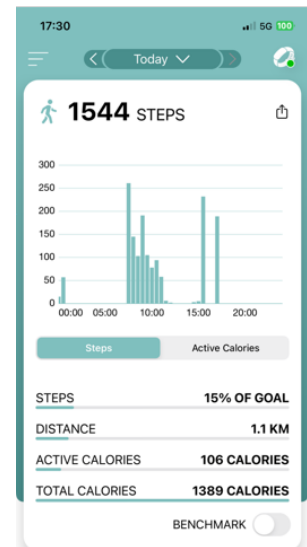 17:30 5G 100
Today
1544 STEPS
300
250
200
150
100
50
0
00:00 05:00 10:00 15:00 20:00
Steps Active Calories
STEPS 15% OF GOAL
DISTANCE 1.1 KM
ACTIVE CALORIES 106 CALORIES
TOTAL CALORIES 1389 CALORIES
BENCHMARK